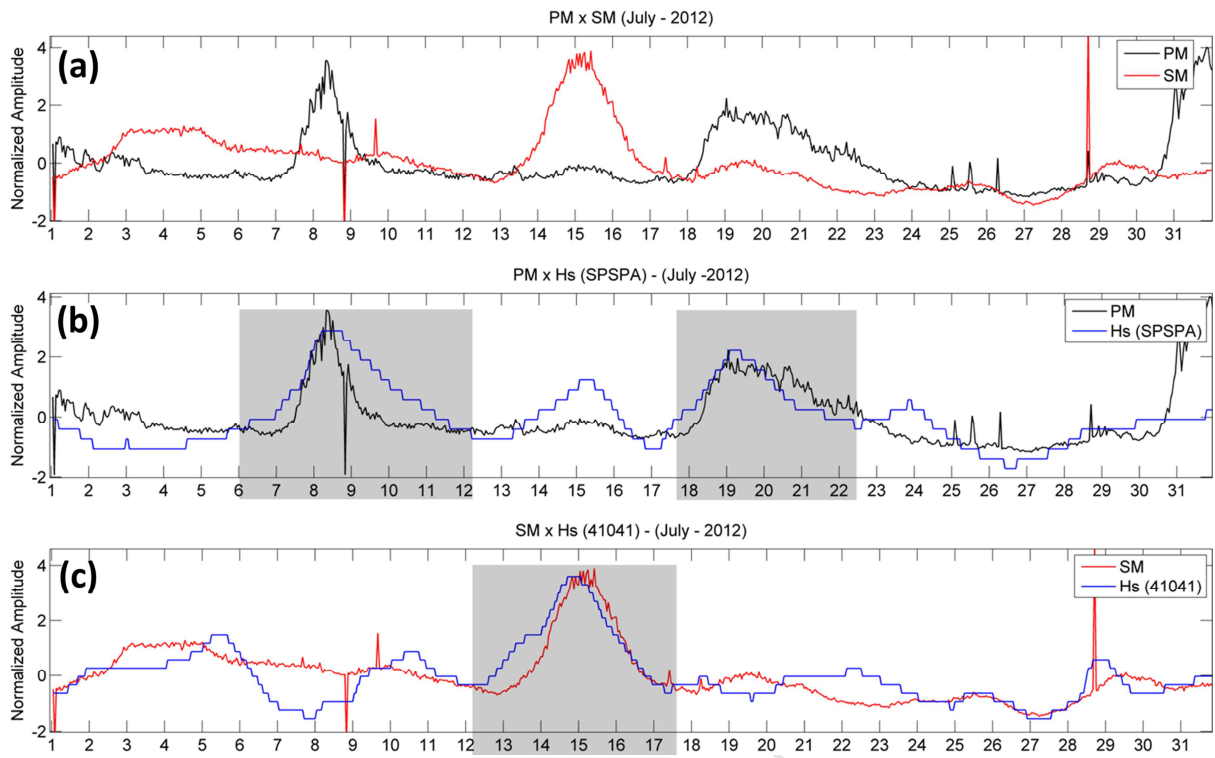 PM x SM (July - 2012)
(a)
PM
SM
Normalized Amplitude
4
2
0
-2
1 2 3 4 5 6 7 8 9 10 11 12 13 14 15 16 17 18 19 20 21 22 23 24 25 26 27 28 29 30 31
PM x Hs (SPSPA) - (July -2012)
(b)
PM
Hs (SPSPA)
Normalized Amplitude
4
2
0
-2
1 2 3 4 5 6 7 8 9 10 11 12 13 14 15 16 17 18 19 20 21 22 23 24 25 26 27 28 29 30 31
SM x Hs (41041) - (July - 2012)
(c)
SM
Hs (41041)
Normalized Amplitude
4
2
0
-2
1 2 3 4 5 6 7 8 9 10 11 12 13 14 15 16 17 18 19 20 21 22 23 24 25 26 27 28 29 30 31